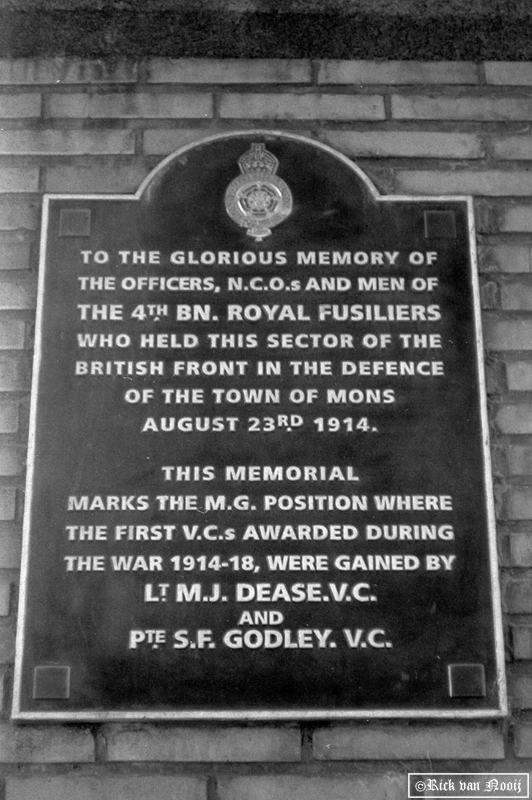 TO THE GLORIOUS MEMORY OF
THE OFFICERS, N.C.O.s AND MEN OF
THE 4TH BN. ROYAL FUSILIERS
WHO HELD THIS SECTOR OF THE
BRITISH FRONT IN THE DEFENCE
OF THE TOWN OF MONS
AUGUST 23RD 1914.
THIS MEMORIAL
MARKS THE M.G. POSITION WHERE
THE FIRST V.C.s AWARDED DURING
THE WAR 1914-18, WERE GAINED BY
LT M.J. DEASE.V.C.
AND
PTE S.F. GODLEY. V.C.
©Rick van Nooij